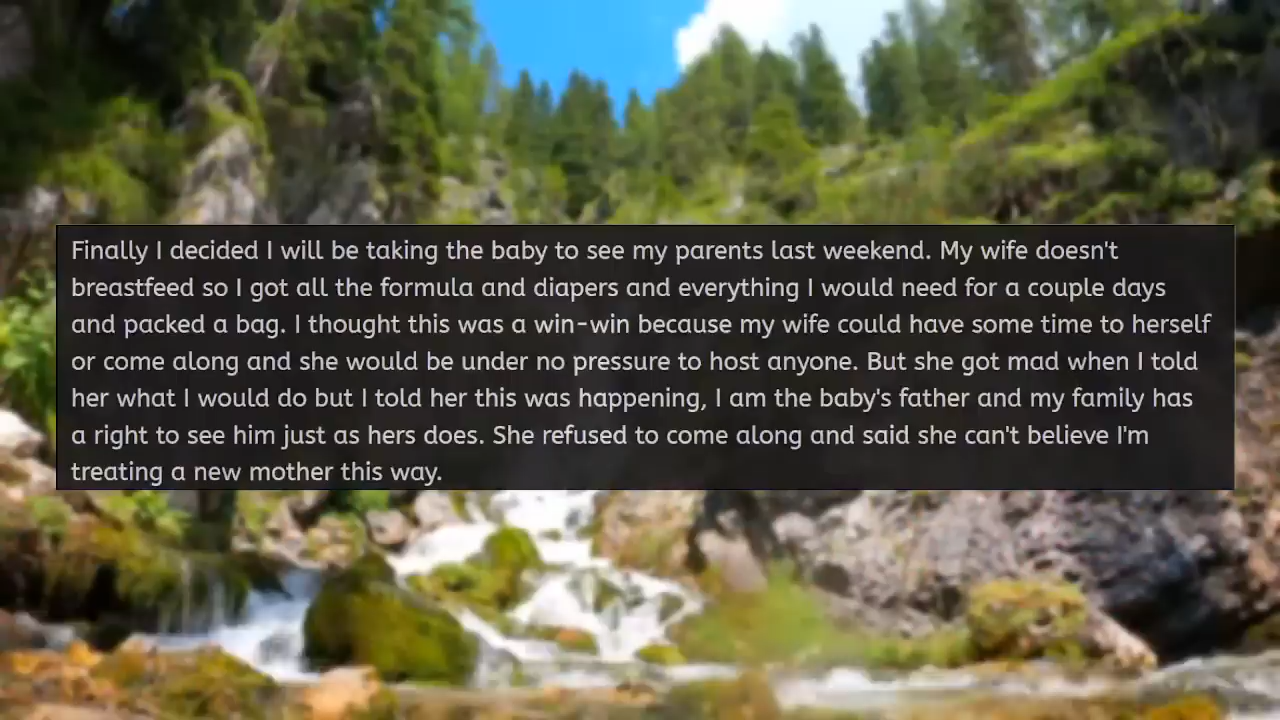 Finally I decided I will be taking the baby to see my parents last weekend. My wife doesn't
breastfeed so I got all the formula and diapers and everything I would need for a couple days
and packed a bag. I thought this was a win-win because my wife could have some time to herself
or come along and she would be under no pressure to host anyone. But she got mad when I told
her what I would do but I told her this was happening, I am the baby's father and my family has
a right to see him just as hers does. She refused to come along and said she can't believe I'm
treating a new mother this way.